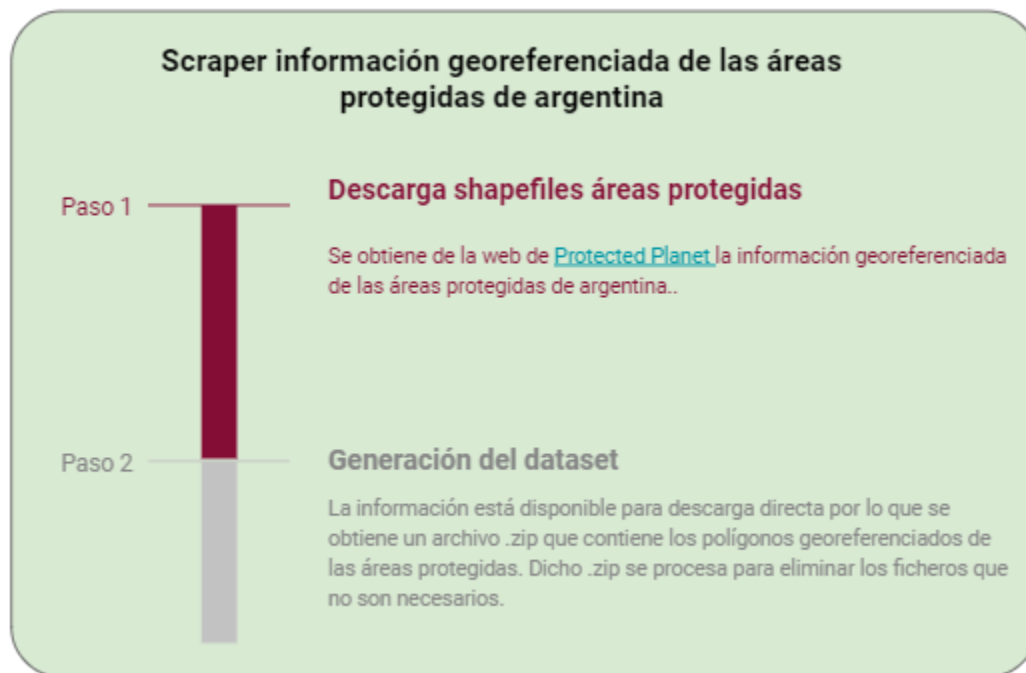 Scraper información georeferenciada de las áreas
protegidas de argentina
Paso 1
Descarga shapefiles áreas protegidas
Se obtiene de la web de Protected Planet la información georeferenciada
de las áreas protegidas de argentina..
Paso 2
Generación del dataset
La información está disponible para descarga directa por lo que se
obtiene un archivo .zip que contiene los polígonos georeferenciados de
las áreas protegidas. Dicho .zip se procesa para eliminar los ficheros que
no son necesarios.